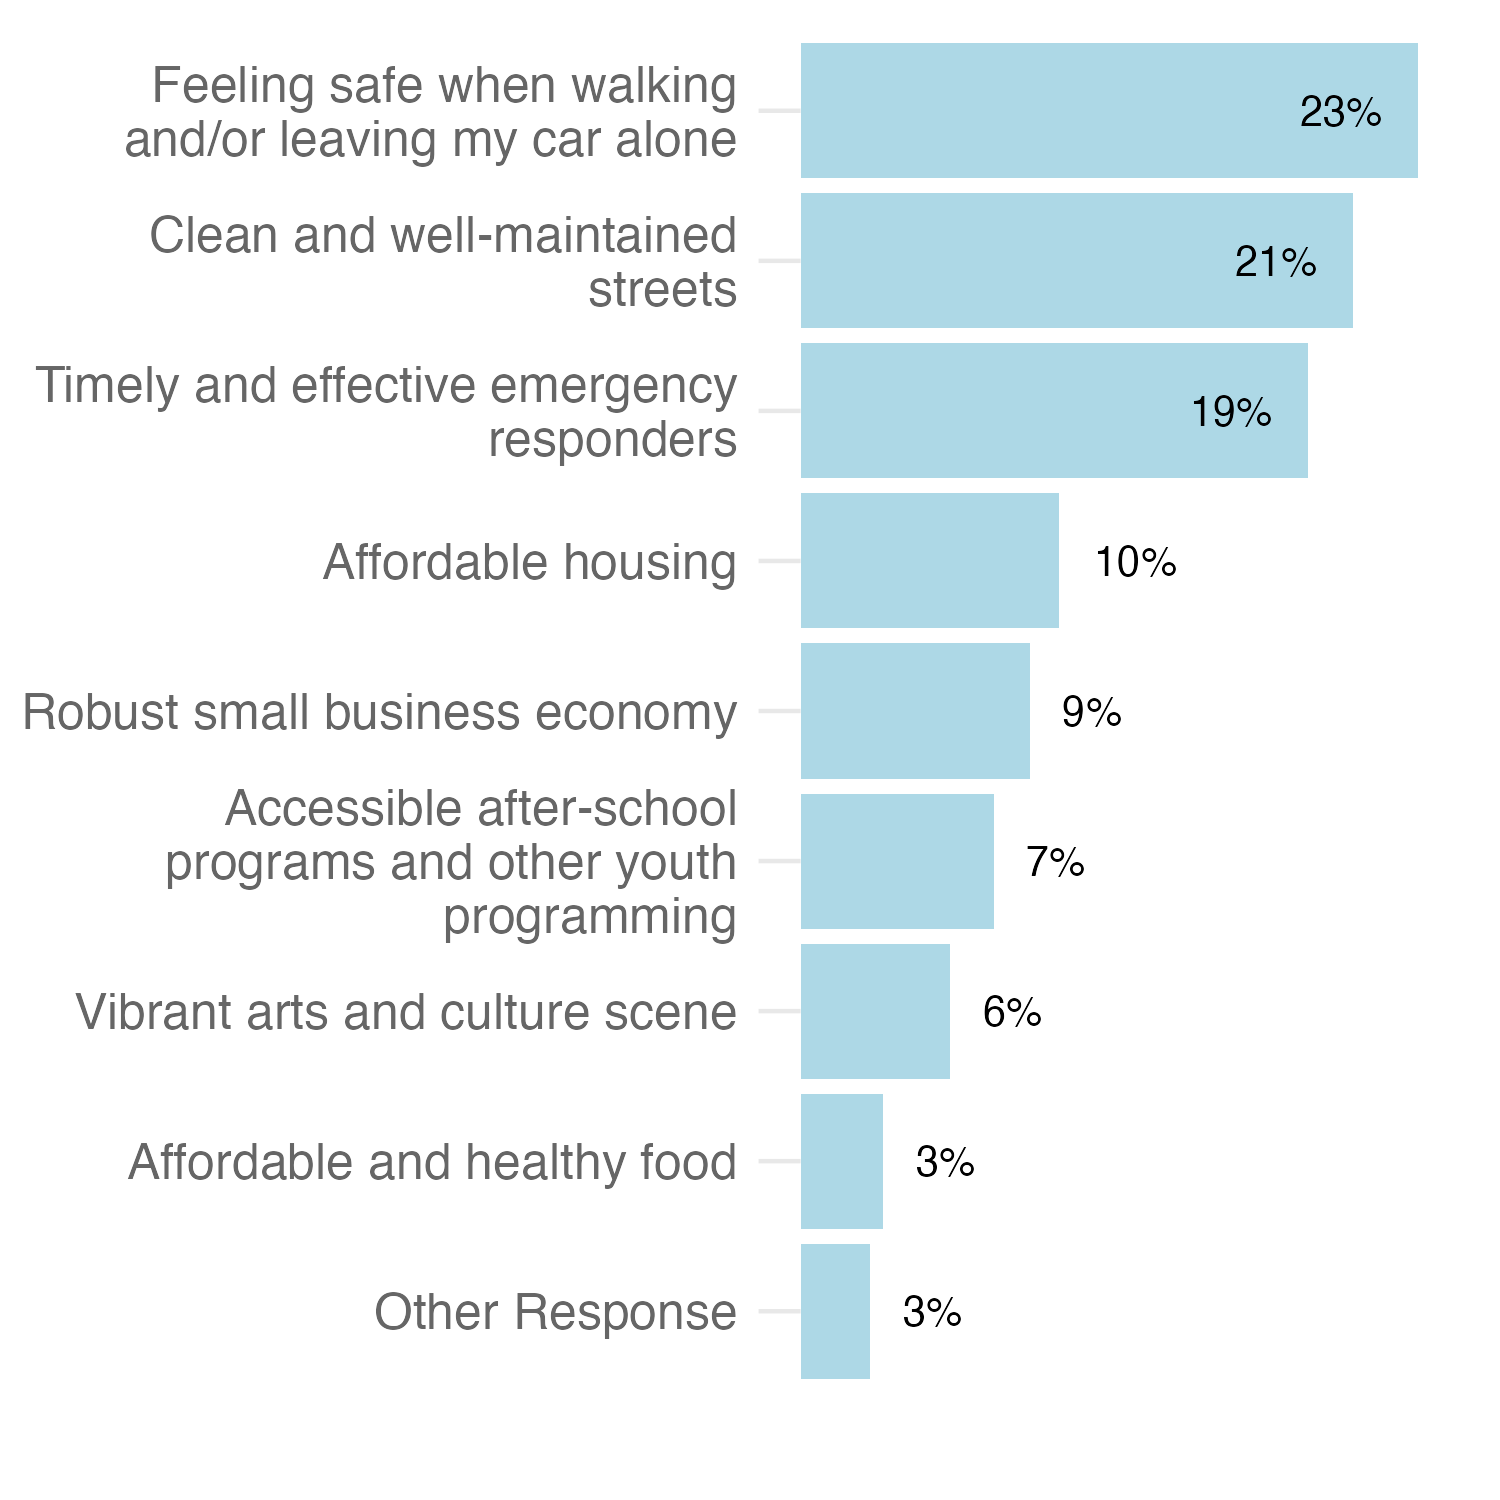 Feeling safe when walking
and/or leaving my car alone
23%
Clean and well-maintained
streets
21%
Timely and effective emergency
responders
19%
Affordable housing
10%
Robust small business economy
9%
Accessible after-school
programs and other youth
programming
7%
Vibrant arts and culture scene
6%
Affordable and healthy food
3%
Other Response
3%